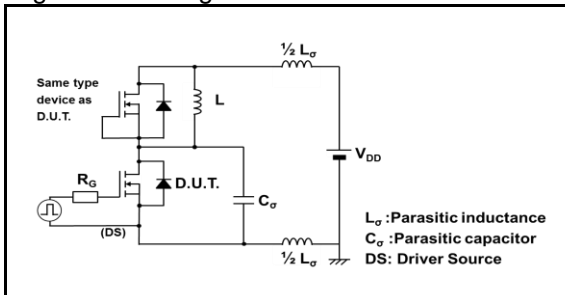 ½ Lσ
Same type
device as
D.U.T.
L
VDD
RG
D.U.T.
Cσ
(DS)
½ Lσ
Lσ :Parasitic inductance
Cσ :Parasitic capacitor
DS: Driver Source